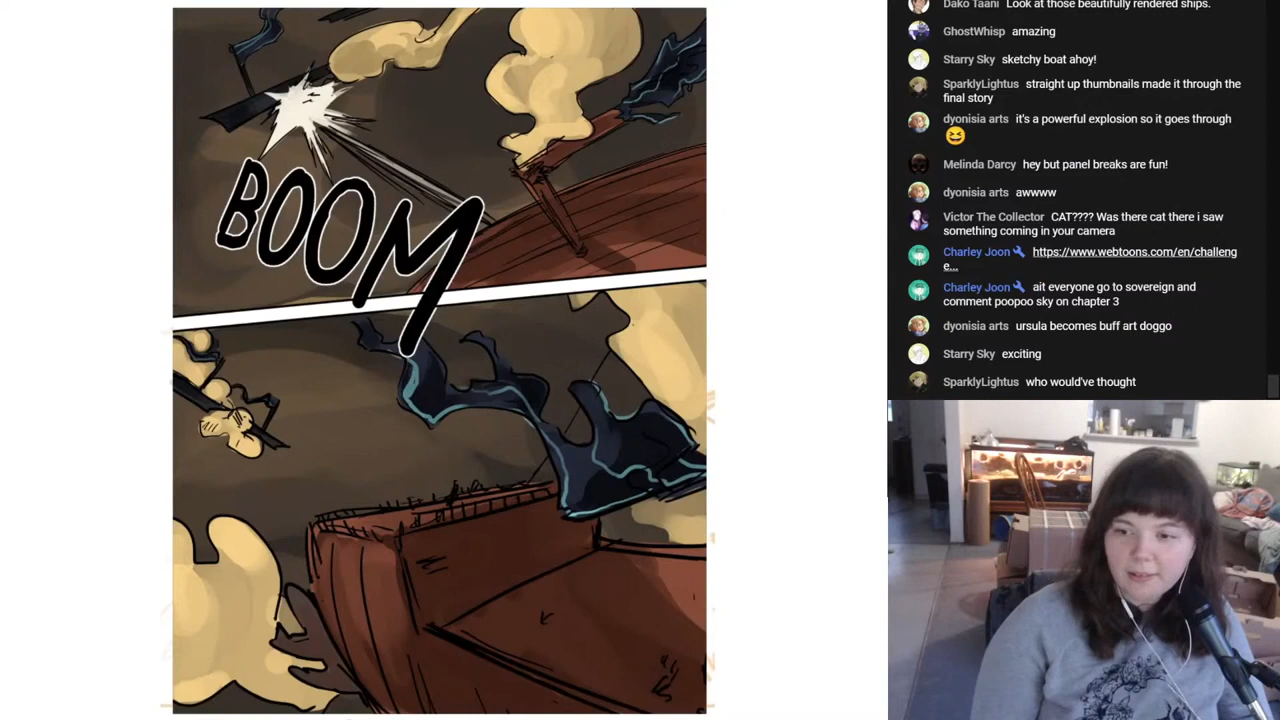 BOOM
Dako Taani Look at those beautifully rendered ships.
GhostWhisp amazing
Starry Sky sketchy boat ahoy!
SparklyLightus straight up thumbnails made it through the
final story
dyonisia arts it's a powerful explosion so it goes through
😆
Melinda Darcy hey but panel breaks are fun!
dyonisia arts awwww
Victor The Collector CAT???? Was there cat there i saw
something coming in your camera
Charley Joon https://www.webtoons.com/en/challeng
e...
Charley Joon ait everyone go to sovereign and
comment poopoo sky on chapter 3
dyonisia arts ursula becomes buff art doggo
Starry Sky exciting
SparklyLightus who would've thought